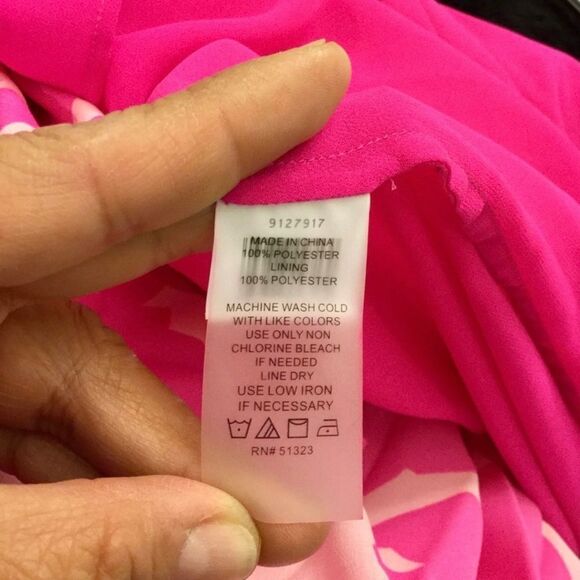 9127917
MADE IN CHINA
100% POLYESTER
LINING
100% POLYESTER
MACHINE WASH COLD
WITH LIKE COLORS
USE ONLY NON
CHLORINE BLEACH
IF NEEDED
LINE DRY
USE LOW IRON
IF NECESSARY
RN# 51323